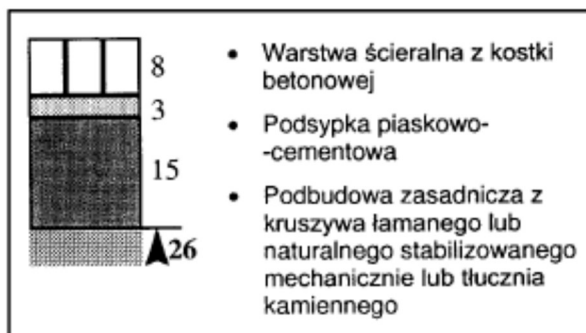 8
3
15
26
• Warstwa ścieralna z kostki
betonowej
• Podsypka piaskowo-
-cementowa
• Podbudowa zasadnicza z
kruszywa łamanego lub
naturalnego stabilizowanego
mechanicznie lub tłucznia
kamiennego